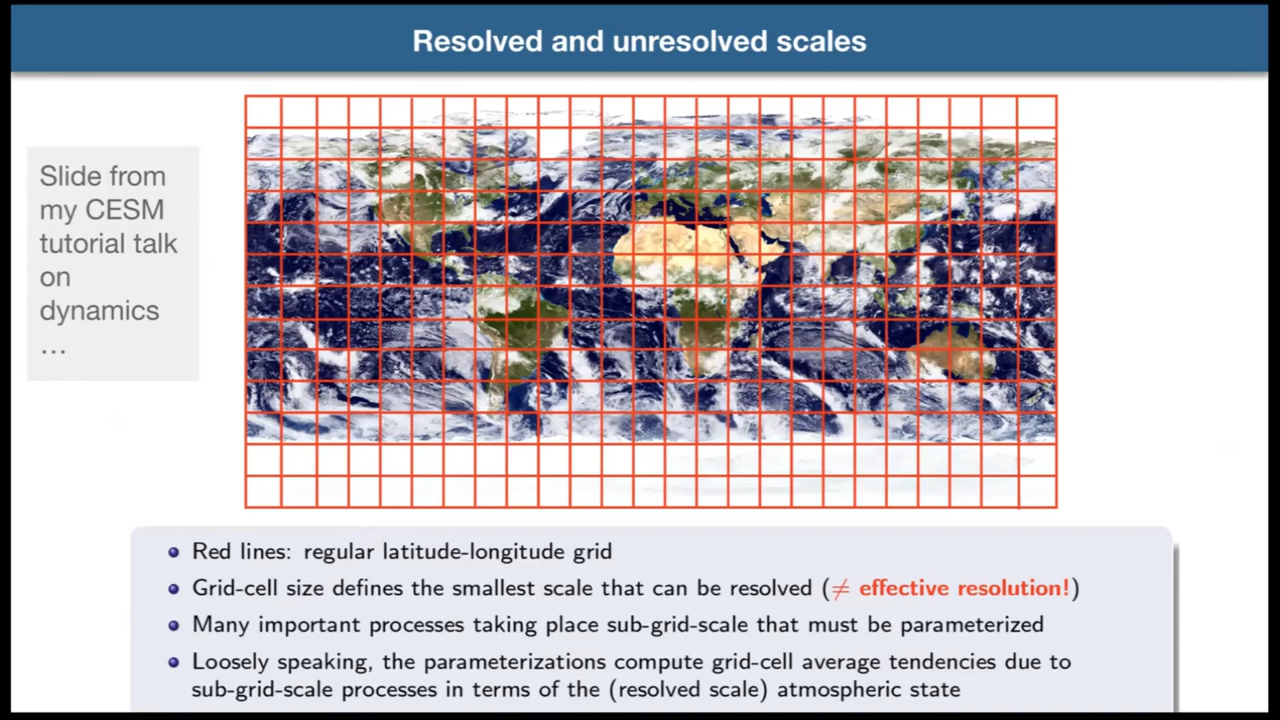 Resolved and unresolved scales
Slide from
my CESM
tutorial talk
on
dynamics
...
Red lines: regular latitude-longitude grid
Grid-cell size defines the smallest scale that can be resolved (≠ effective resolution!)
Many important processes taking place sub-grid-scale that must be parameterized
Loosely speaking, the parameterizations compute grid-cell average tendencies due to
sub-grid-scale processes in terms of the (resolved scale) atmospheric state